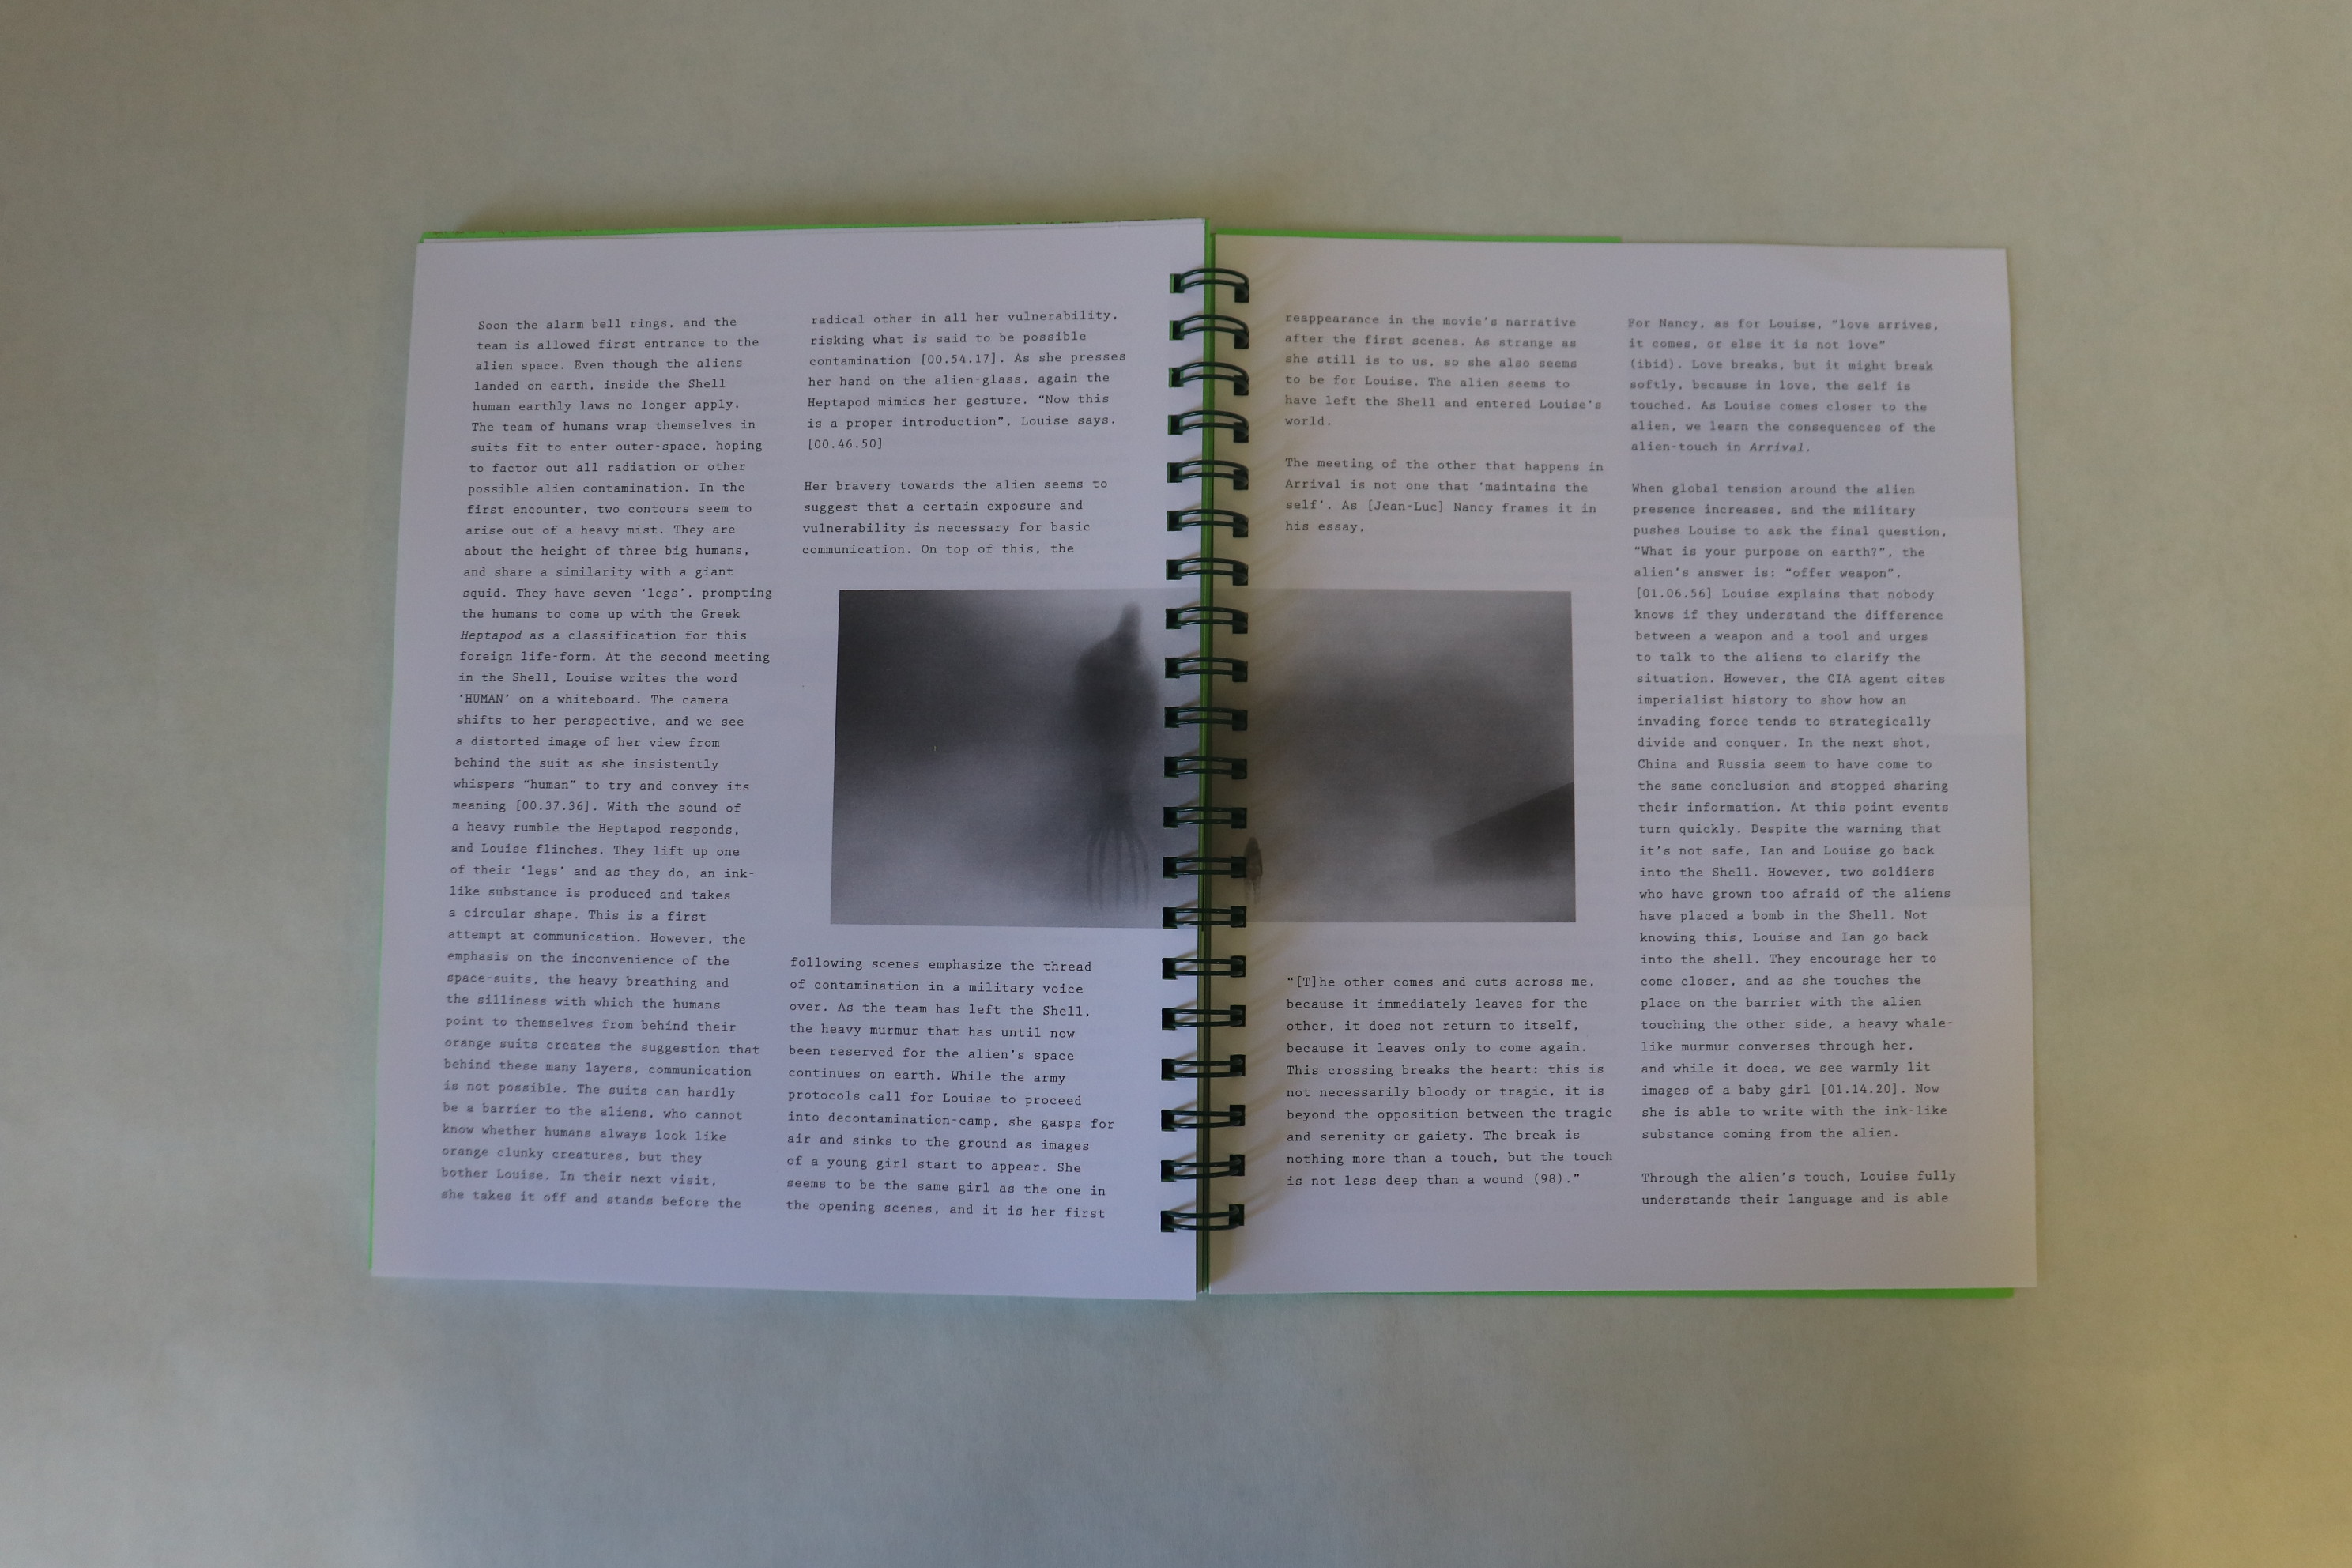 Soon the alarm bell rings, and the
team is allowed first entrance to the
alien space. Even though the aliens
landed on earth, inside the Shell
human earthly laws no longer apply.
The team of humans wrap themselves in
suits fit to enter outer-space, hoping
to factor out all radiation or other
possible alien contamination. In the
first encounter, two contours seem to
arise out of a heavy mist. They are
about the height of three big humans,
and share a similarity with a giant
squid. They have seven ‘legs’, prompting
the humans to come up with the Greek
Heptapod as a classification for this
foreign life-form. At the second meeting
in the Shell, Louise writes the word
‘HUMAN’ on a whiteboard. The camera
shifts to her perspective, and we see
a distorted image of her view from
behind the suit as she insistently
whispers “human” to try and convey its
meaning [00.37.36]. With the sound of
a heavy rumble the Heptapod responds,
and Louise flinches. They lift up one
of their ‘legs’ and as they do, an ink-
like substance is produced and takes
a circular shape. This is a first
attempt at communication. However, the
emphasis on the inconvenience of the
space-suits, the heavy breathing and
the silliness with which the humans
point to themselves from behind their
orange suits creates the suggestion that
behind these many layers, communication
is not possible. The suits can hardly
be a barrier to the aliens, who cannot
know whether humans always look like
orange clunky creatures, but they
bother Louise. In their next visit,
she takes it off and stands before the
radical other in all her vulnerability,
risking what is said to be possible
contamination [00.54.17]. As she presses
her hand on the alien-glass, again the
Heptapod mimics her gesture. “Now this
is a proper introduction”, Louise says.
[00.46.50]
Her bravery towards the alien seems to
suggest that a certain exposure and
vulnerability is necessary for basic
communication. On top of this, the
following scenes emphasize the thread
of contamination in a military voice
over. As the team has left the Shell,
the heavy murmur that has until now
been reserved for the alien’s space
continues on earth. While the army
protocols call for Louise to proceed
into decontamination-camp, she gasps for
air and sinks to the ground as images
of a young girl start to appear. She
seems to be the same girl as the one in
the opening scenes, and it is her first
reappearance in the movie’s narrative
after the first scenes. As strange as
she still is to us, so she also seems
to be for Louise. The alien seems to
have left the Shell and entered Louise’s
world.
The meeting of the other that happens in
Arrival is not one that ‘maintains the
self’. As [Jean-Luc] Nancy frames it in
his essay,
“[T]he other comes and cuts across me,
because it immediately leaves for the
other, it does not return to itself,
because it leaves only to come again.
This crossing breaks the heart: this is
not necessarily bloody or tragic, it is
beyond the opposition between the tragic
and serenity or gaiety. The break is
nothing more than a touch, but the touch
is not less deep than a wound (98).”
For Nancy, as for Louise, “love arrives,
it comes, or else it is not love”
(ibid). Love breaks, but it might break
softly, because in love, the self is
touched. As Louise comes closer to the
alien, we learn the consequences of the
alien-touch in Arrival.
When global tension around the alien
presence increases, and the military
pushes Louise to ask the final question,
“What is your purpose on earth?”, the
alien’s answer is: “offer weapon”.
[01.06.56] Louise explains that nobody
knows if they understand the difference
between a weapon and a tool and urges
to talk to the aliens to clarify the
situation. However, the CIA agent cites
imperialist history to show how an
invading force tends to strategically
divide and conquer. In the next shot,
China and Russia seem to have come to
the same conclusion and stopped sharing
their information. At this point events
turn quickly. Despite the warning that
it’s not safe, Ian and Louise go back
into the Shell. However, two soldiers
who have grown too afraid of the aliens
have placed a bomb in the Shell. Not
knowing this, Louise and Ian go back
into the shell. They encourage her to
come closer, and as she touches the
place on the barrier with the alien
touching the other side, a heavy whale-
like murmur converses through her,
and while it does, we see warmly lit
images of a baby girl [01.14.20]. Now
she is able to write with the ink-like
substance coming from the alien.
Through the alien’s touch, Louise fully
understands their language and is able